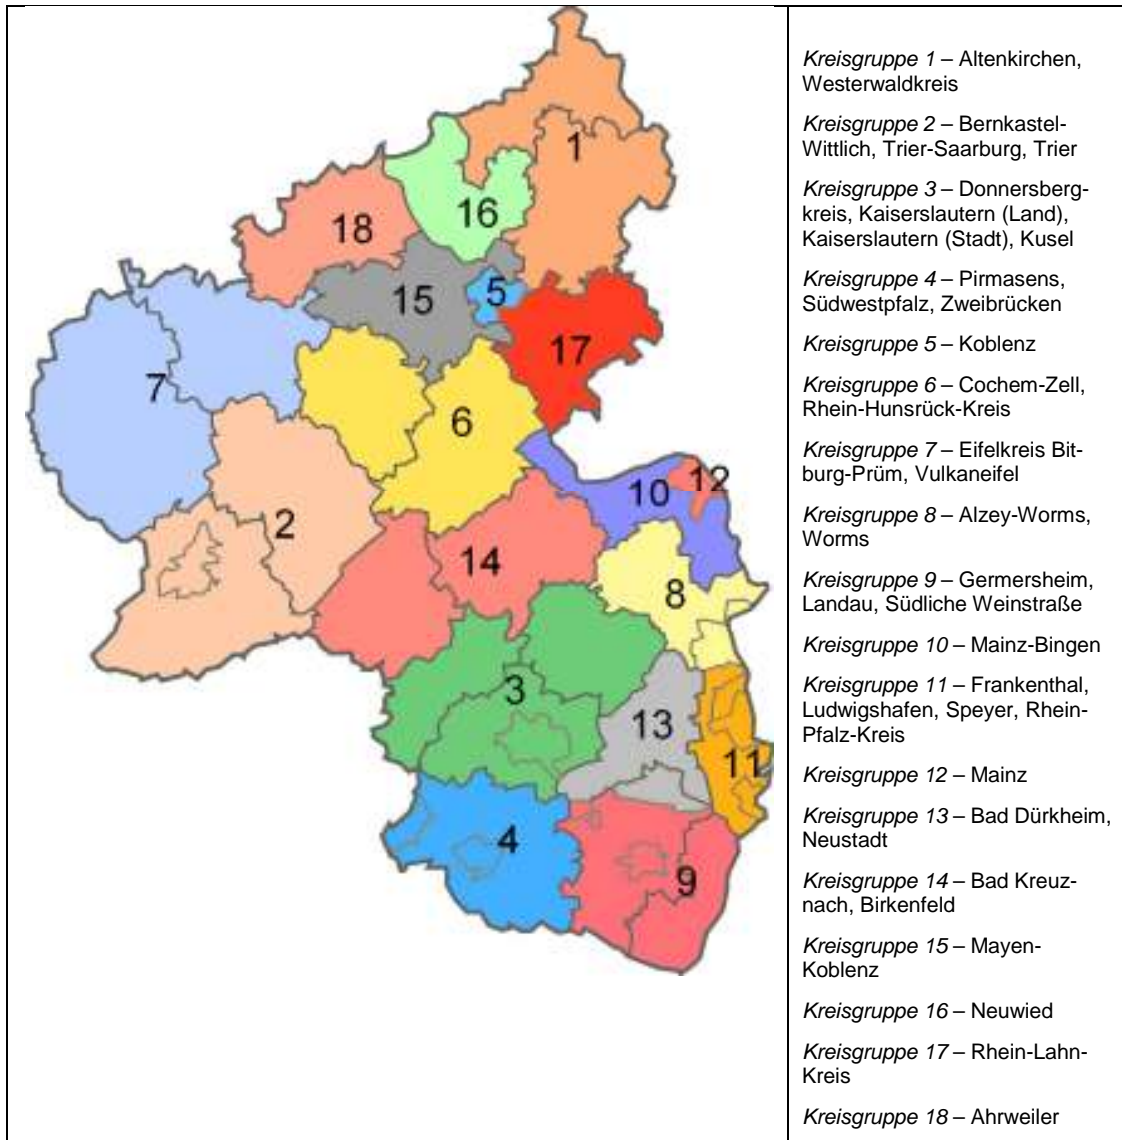 1
18
16
15
5
17
7
6
12
10
2
14
8
3
13
11
4
9
Kreisgruppe 1 – Altenkirchen,
Westerwaldkreis
Kreisgruppe 2 – Bernkastel-
Wittlich, Trier-Saarburg, Trier
Kreisgruppe 3 – Donnersberg-
kreis, Kaiserslautern (Land),
Kaiserslautern (Stadt), Kusel
Kreisgruppe 4 – Pirmasens,
Südwestpfalz, Zweibrücken
Kreisgruppe 5 – Koblenz
Kreisgruppe 6 – Cochem-Zell,
Rhein-Hunsrück-Kreis
Kreisgruppe 7 – Eifelkreis Bit-
burg-Prüm, Vulkaneifel
Kreisgruppe 8 – Alzey-Worms,
Worms
Kreisgruppe 9 – Germersheim,
Landau, Südliche Weinstraße
Kreisgruppe 10 – Mainz-Bingen
Kreisgruppe 11 – Frankenthal,
Ludwigshafen, Speyer, Rhein-
Pfalz-Kreis
Kreisgruppe 12 – Mainz
Kreisgruppe 13 – Bad Dürkheim,
Neustadt
Kreisgruppe 14 – Bad Kreuz-
nach, Birkenfeld
Kreisgruppe 15 – Mayen-
Koblenz
Kreisgruppe 16 – Neuwied
Kreisgruppe 17 – Rhein-Lahn-
Kreis
Kreisgruppe 18 – Ahrweiler